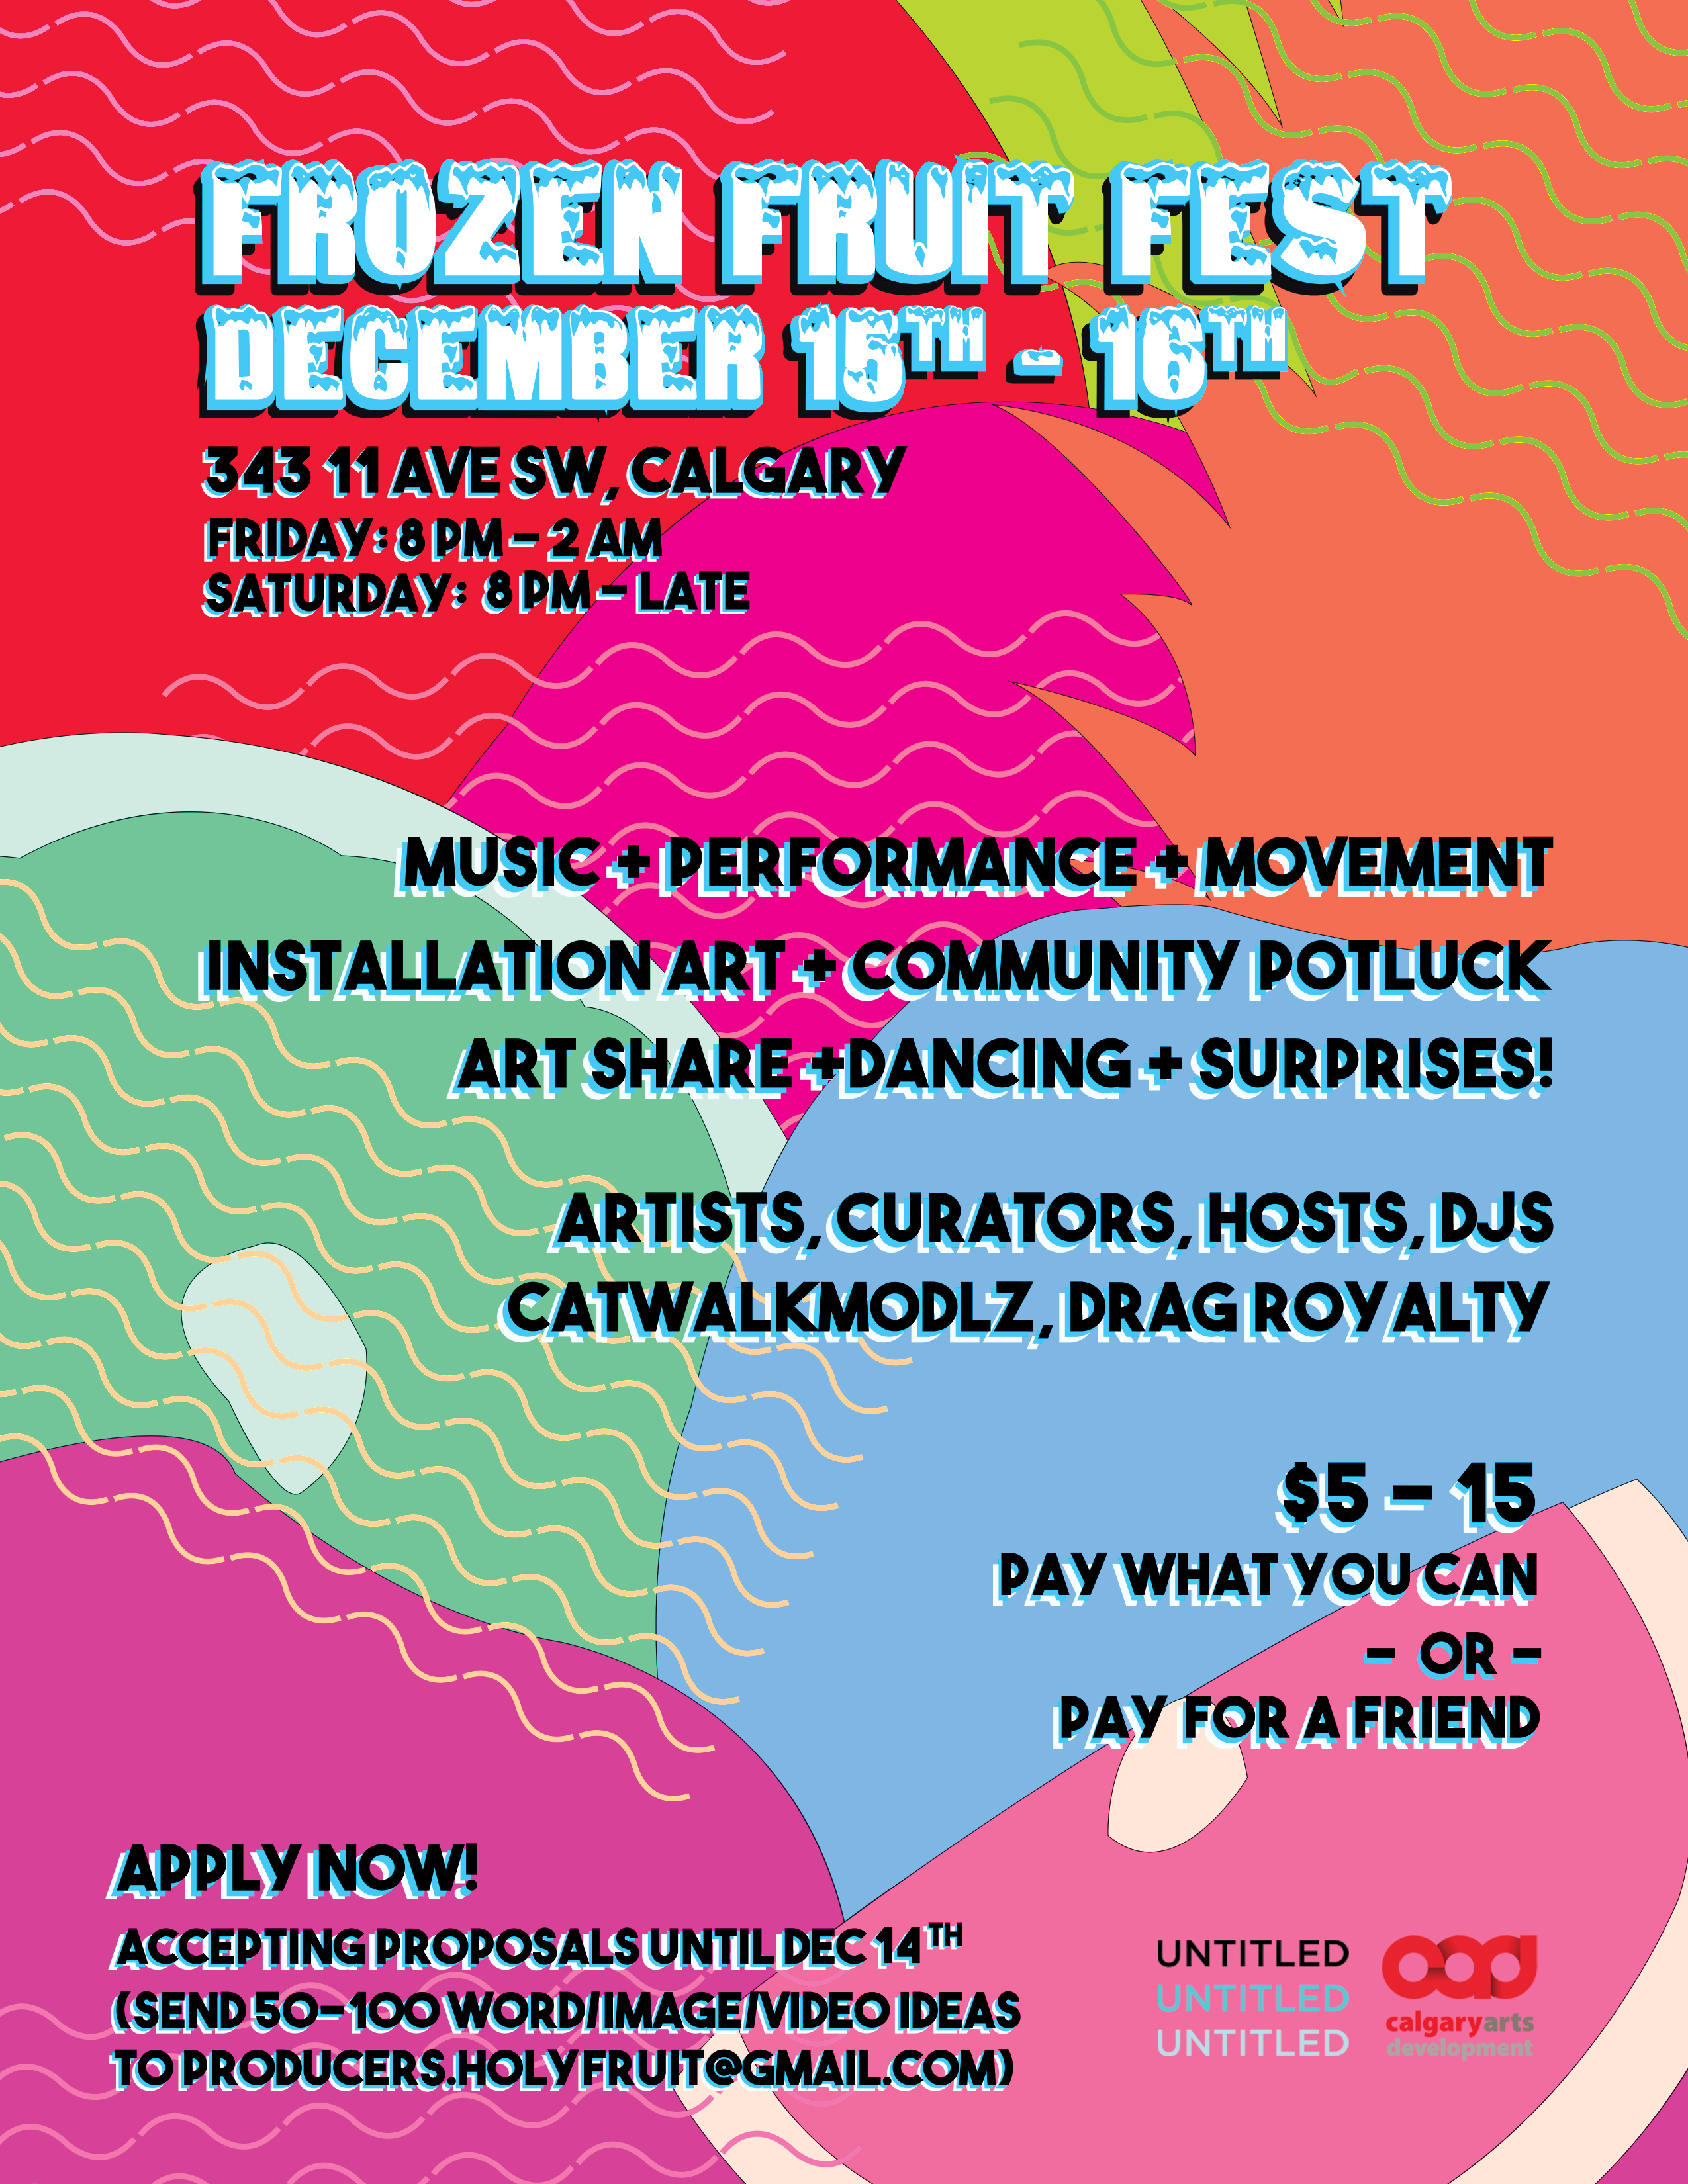 FROZEN FRUIT FEST
DECEMBER 15TH - 16TH
343 11 AVE SW, CALGARY
FRIDAY: 8 PM – 2 AM
SATURDAY: 8 PM – LATE
MUSIC + PERFORMANCE + MOVEMENT
INSTALLATION ART + COMMUNITY POTLUCK
ART SHARE +DANCING + SURPRISES!
ARTISTS, CURATORS, HOSTS, DJS
CATWALKMODLZ, DRAG ROYALTY
$5 – 15
PAY WHAT YOU CAN
– OR –
PAY FOR A FRIEND
APPLY NOW!
ACCEPTING PROPOSALS UNTIL DEC 14TH
(SEND 50-100 WORD/IMAGE/VIDEO IDEAS
TO PRODUCERS.HOLYFRUIT@GMAIL.COM)
UNTITLED
UNTITLED
UNTITLED
cad
calgaryarts
development